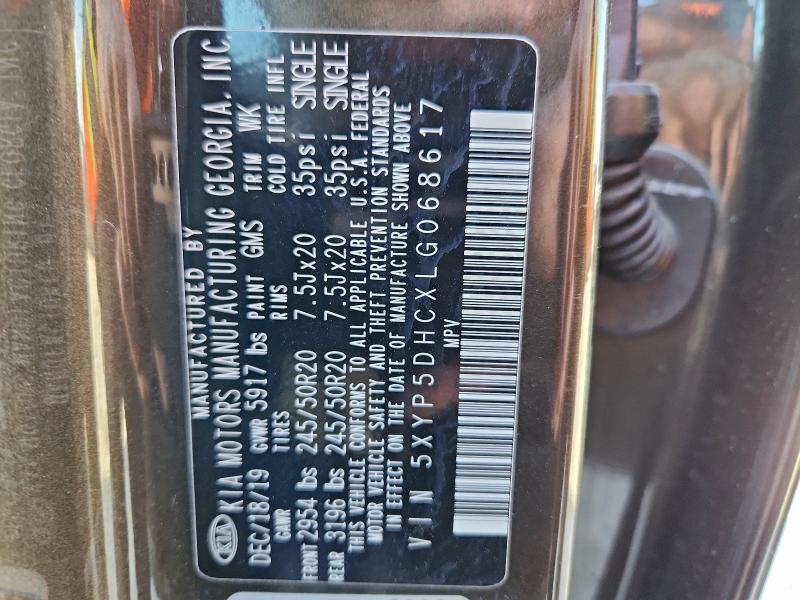 MANUFACTURED BY
KIA KIA MOTORS MANUFACTURING GEORGIA, INC.
DEC/18/19 GVWR 5917 lbs PAINT GMS TRIM WK
GAWR TIRES RIMS COLD TIRE INFL
FRONT 2954 lbs 245/50R20 7.5Jx20 35psi SINGLE
REAR 3196 lbs 245/50R20 7.5Jx20 35psi SINGLE
THIS VEHICLE CONFORMS TO ALL APPLICABLE U.S.A. FEDERAL
MOTOR VEHICLE SAFETY AND THEFT PREVENTION STANDARDS
IN EFFECT ON THE DATE OF MANUFACTURE SHOWN ABOVE
VIN 5XYP5DHCXLG068617
MPV